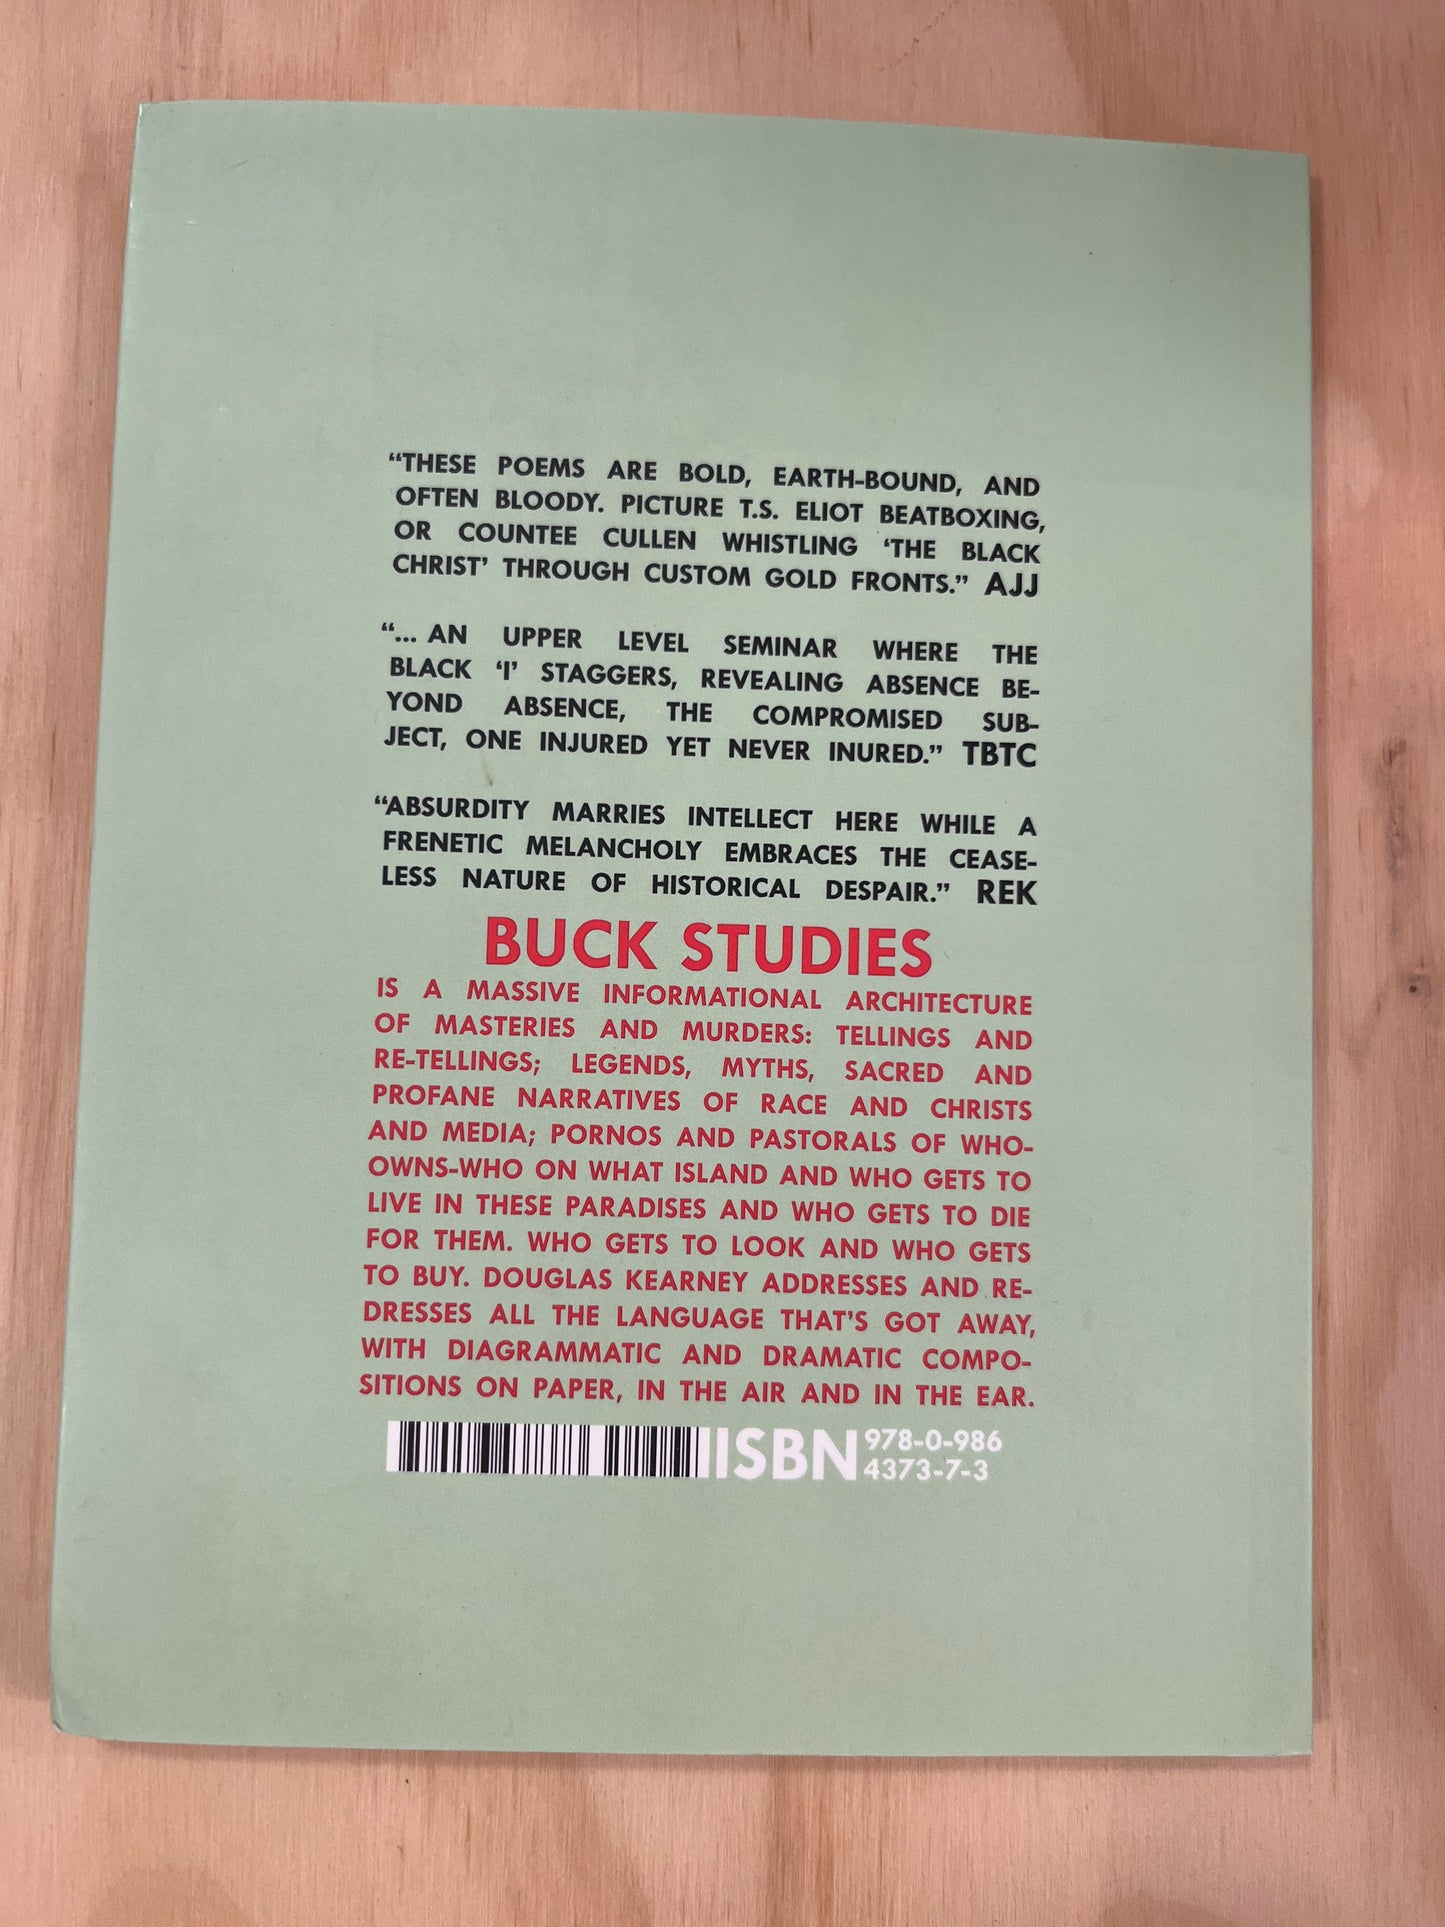 “THESE POEMS ARE BOLD, EARTH-BOUND, AND
OFTEN BLOODY. PICTURE T.S. ELIOT BEATBOXING,
OR COUNTEE CULLEN WHISTLING ‘THE BLACK
CHRIST’ THROUGH CUSTOM GOLD FRONTS.” AJJ
“... AN UPPER LEVEL SEMINAR WHERE THE
BLACK ‘I’ STAGGERS, REVEALING ABSENCE BE-
YOND ABSENCE, THE COMPROMISED SUB-
JECT, ONE INJURED YET NEVER INURED.” TBTC
“ABSURDITY MARRIES INTELLECT HERE WHILE A
FRENETIC MELANCHOLY EMBRACES THE CEASE-
LESS NATURE OF HISTORICAL DESPAIR.” REK
BUCK STUDIES
IS A MASSIVE INFORMATIONAL ARCHITECTURE
OF MASTERIES AND MURDERS: TELLINGS AND
RE-TELLINGS; LEGENDS, MYTHS, SACRED AND
PROFANE NARRATIVES OF RACE AND CHRISTS
AND MEDIA; PORNOS AND PASTORALS OF WHO-
OWNS-WHO ON WHAT ISLAND AND WHO GETS TO
LIVE IN THESE PARADISES AND WHO GETS TO DIE
FOR THEM. WHO GETS TO LOOK AND WHO GETS
TO BUY. DOUGLAS KEARNEY ADDRESSES AND RE-
DRESSES ALL THE LANGUAGE THAT’S GOT AWAY,
WITH DIAGRAMMATIC AND DRAMATIC COMPO-
SITIONS ON PAPER, IN THE AIR AND IN THE EAR.
ISBN 978-0-986
4373-7-3